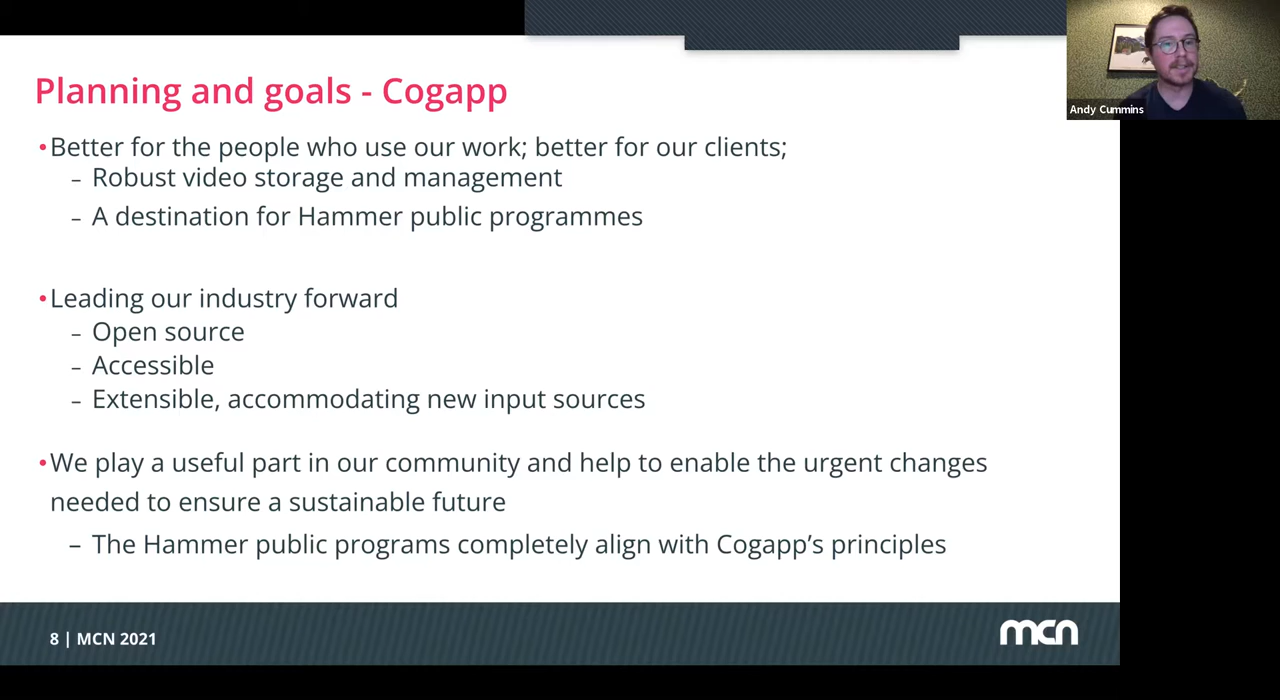 Planning and goals - Cogapp
Andy Cummins
•Better for the people who use our work; better for our clients;
– Robust video storage and management
– A destination for Hammer public programmes
•Leading our industry forward
– Open source
– Accessible
– Extensible, accommodating new input sources
•We play a useful part in our community and help to enable the urgent changes
needed to ensure a sustainable future
– The Hammer public programs completely align with Cogapp’s principles
8 | MCN 2021
mcn